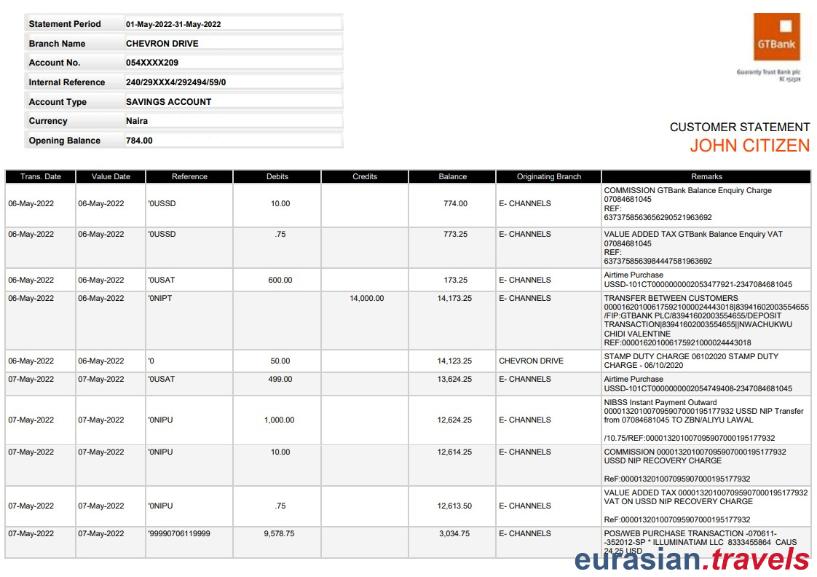 Statement Period 01-May-2022-31-May-2022
Branch Name CHEVRON DRIVE
Account No. 054XXXX209
Internal Reference 240/29XXX4/292494/59/0
Account Type SAVINGS ACCOUNT
Currency Naira
Opening Balance 784.00
GTBank
Guaranty Trust Bank plc
RC 152321
CUSTOMER STATEMENT
JOHN CITIZEN
Trans. Date Value Date Reference Debits Credits Balance Originating Branch Remarks
06-May-2022 06-May-2022 '0USSD 10.00 774.00 E- CHANNELS COMMISSION GTBank Balance Enquiry Charge
07084681045
REF:
6373758563656290521963692
06-May-2022 06-May-2022 '0USSD .75 773.25 E- CHANNELS VALUE ADDED TAX GTBank Balance Enquiry VAT
07084681045
REF:
6373758563984447581963692
06-May-2022 06-May-2022 '0USAT 600.00 173.25 E- CHANNELS Airtime Purchase
USSD-101CT0000000002053477921-2347084681045
06-May-2022 06-May-2022 '0NIPT 14,000.00 14,173.25 E- CHANNELS TRANSFER BETWEEN CUSTOMERS
000016201006175921000024443018|83941602003554655
/FIP:GTBANK PLC/83941602003554655/DEPOSIT
TRANSACTION|83941602003554655||NWACHUKWU
CHIDI VALENTINE
REF:000016201006175921000024443018
06-May-2022 06-May-2022 '0 50.00 14,123.25 CHEVRON DRIVE STAMP DUTY CHARGE 06102020 STAMP DUTY
CHARGE - 06/10/2020
07-May-2022 07-May-2022 '0USAT 499.00 13,624.25 E- CHANNELS Airtime Purchase
USSD-101CT0000000002054749408-2347084681045
07-May-2022 07-May-2022 '0NIPU 1,000.00 12,624.25 E- CHANNELS NIBSS Instant Payment Outward
000013201007095907000195177932 USSD NIP Transfer
from 07084681045 TO ZBN/ALIYU LAWAL
/10.75/REF:000013201007095907000195177932
07-May-2022 07-May-2022 '0NIPU 10.00 12,614.25 E- CHANNELS COMMISSION 000013201007095907000195177932
USSD NIP RECOVERY CHARGE
ReF:000013201007095907000195177932
07-May-2022 07-May-2022 '0NIPU .75 12,613.50 E- CHANNELS VALUE ADDED TAX 000013201007095907000195177932
VAT ON USSD NIP RECOVERY CHARGE
ReF:000013201007095907000195177932
07-May-2022 07-May-2022 '99990706119999 9,578.75 3,034.75 E- CHANNELS POS/WEB PURCHASE TRANSACTION -070611-
-352012-SP * ILLUMINATIAM LLC 8333455864 CAUS
24.25 USD
eurasian.travels